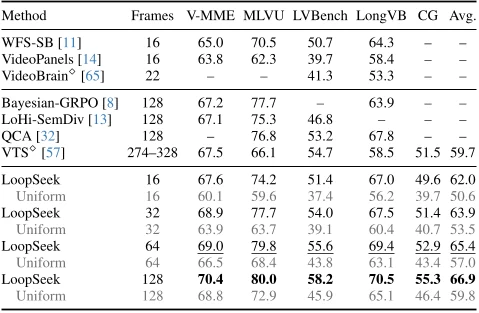 Method Frames V-MME MLVU LVBench LongVB CG Avg.
WFS-SB [11] 16 65.0 70.5 50.7 64.3 – –
VideoPanels [14] 16 63.8 62.3 39.7 58.4 – –
VideoBrain◇ [65] 22 – – 41.3 53.3 – –
Bayesian-GRPO [8] 128 67.2 77.7 – 63.9 – –
LoHi-SemDiv [13] 128 67.1 75.3 46.8 – – –
QCA [32] 128 – 76.8 53.2 67.8 – –
VTS◇ [57] 274–328 67.5 66.1 54.7 58.5 51.5 59.7
LoopSeek 16 67.6 74.2 51.4 67.0 49.6 62.0
Uniform 16 60.1 59.6 37.4 56.2 39.7 50.6
LoopSeek 32 68.9 77.7 54.0 67.5 51.4 63.9
Uniform 32 63.9 63.7 39.1 60.4 40.7 53.5
LoopSeek 64 69.0 79.8 55.6 69.4 52.9 65.4
Uniform 64 66.5 68.4 43.8 63.1 43.4 57.0
LoopSeek 128 70.4 80.0 58.2 70.5 55.3 66.9
Uniform 128 68.8 72.9 45.9 65.1 46.4 59.8